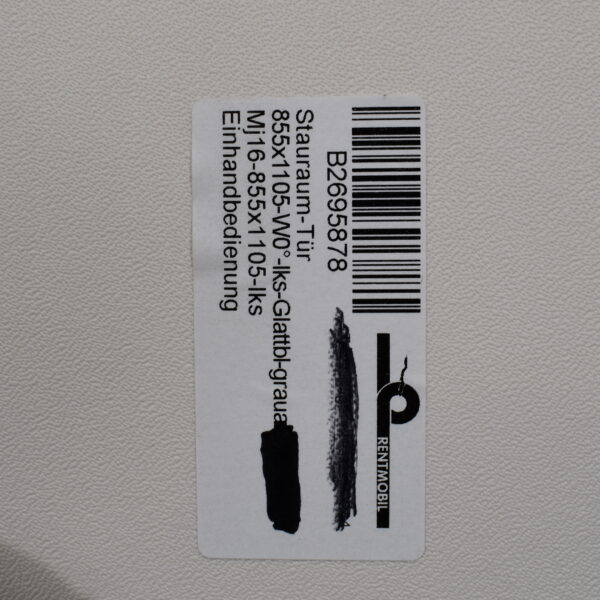 B2695878
RENTMOBIL
Stauraum-Tür
855x1105-W0°-lks-Glattbl-graua
Mj16-855x1105-lks
Einhandbedienung